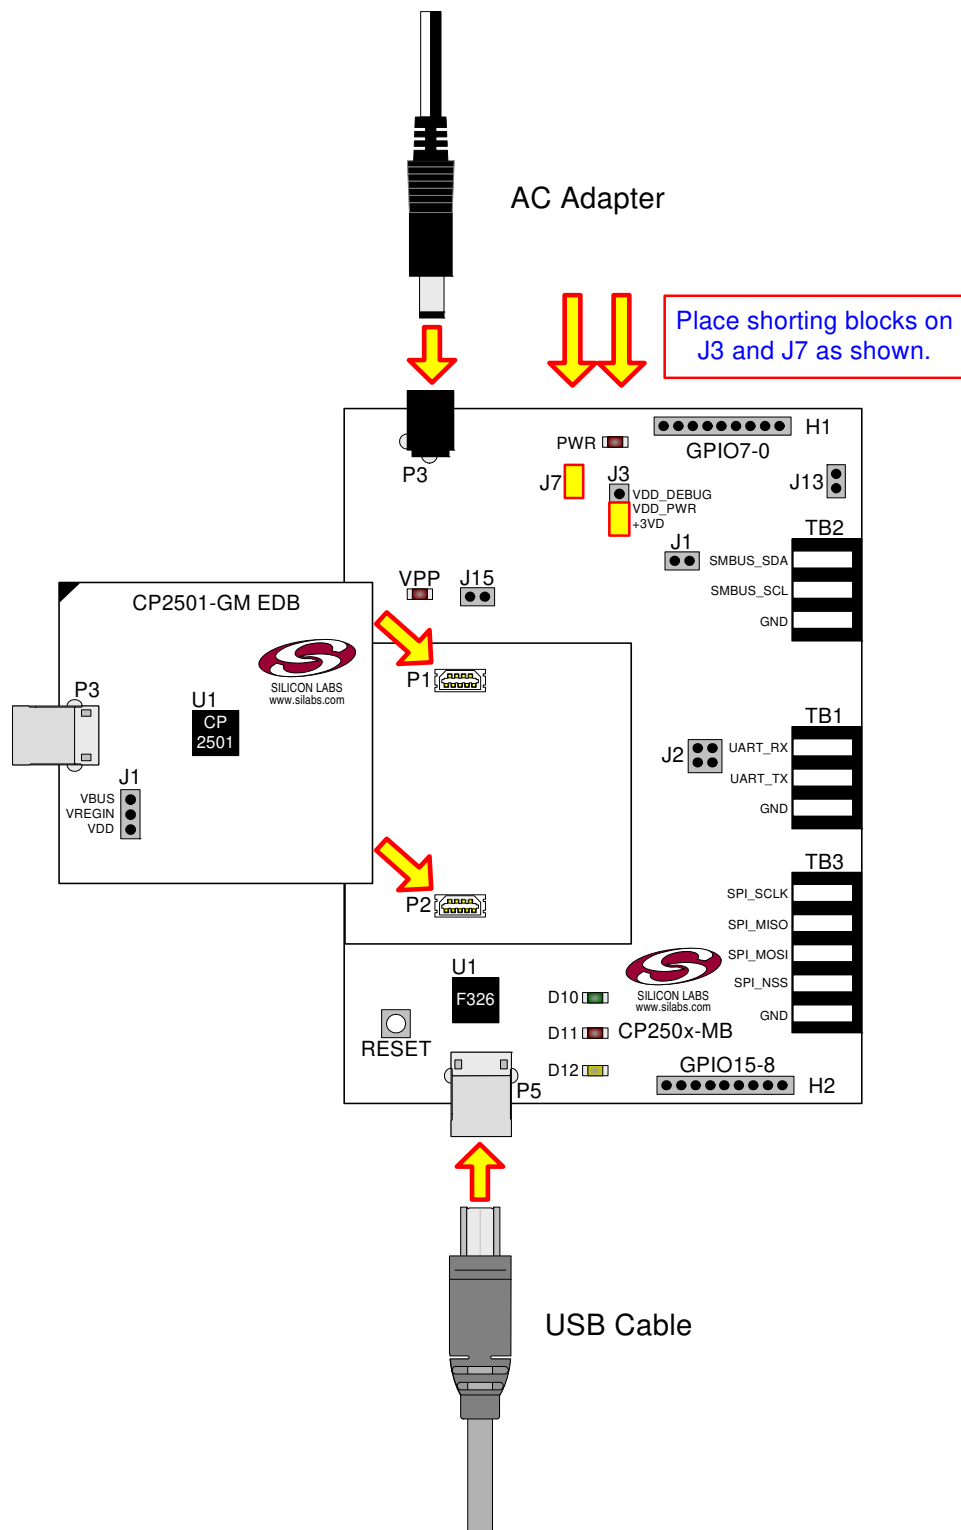 AC Adapter
Place shorting blocks on
J3 and J7 as shown.
P3
PWR
H1
GPIO7-0
J7
J3
VDD_DEBUG
VDD_PWR
+3VD
J13
J1
TB2
SMBUS_SDA
SMBUS_SCL
GND
VPP
J15
CP2501-GM EDB
SILICON LABS
www.silabs.com
P3
U1
CP
2501
J1
VBUS
VREGIN
VDD
P1
P2
TB1
J2
UART_RX
UART_TX
GND
TB3
SPI_SCLK
SPI_MISO
SPI_MOSI
SPI_NSS
GND
U1
F326
RESET
D10
D11
D12
SILICON LABS
www.silabs.com
CP250x-MB
GPIO15-8
H2
P5
USB Cable